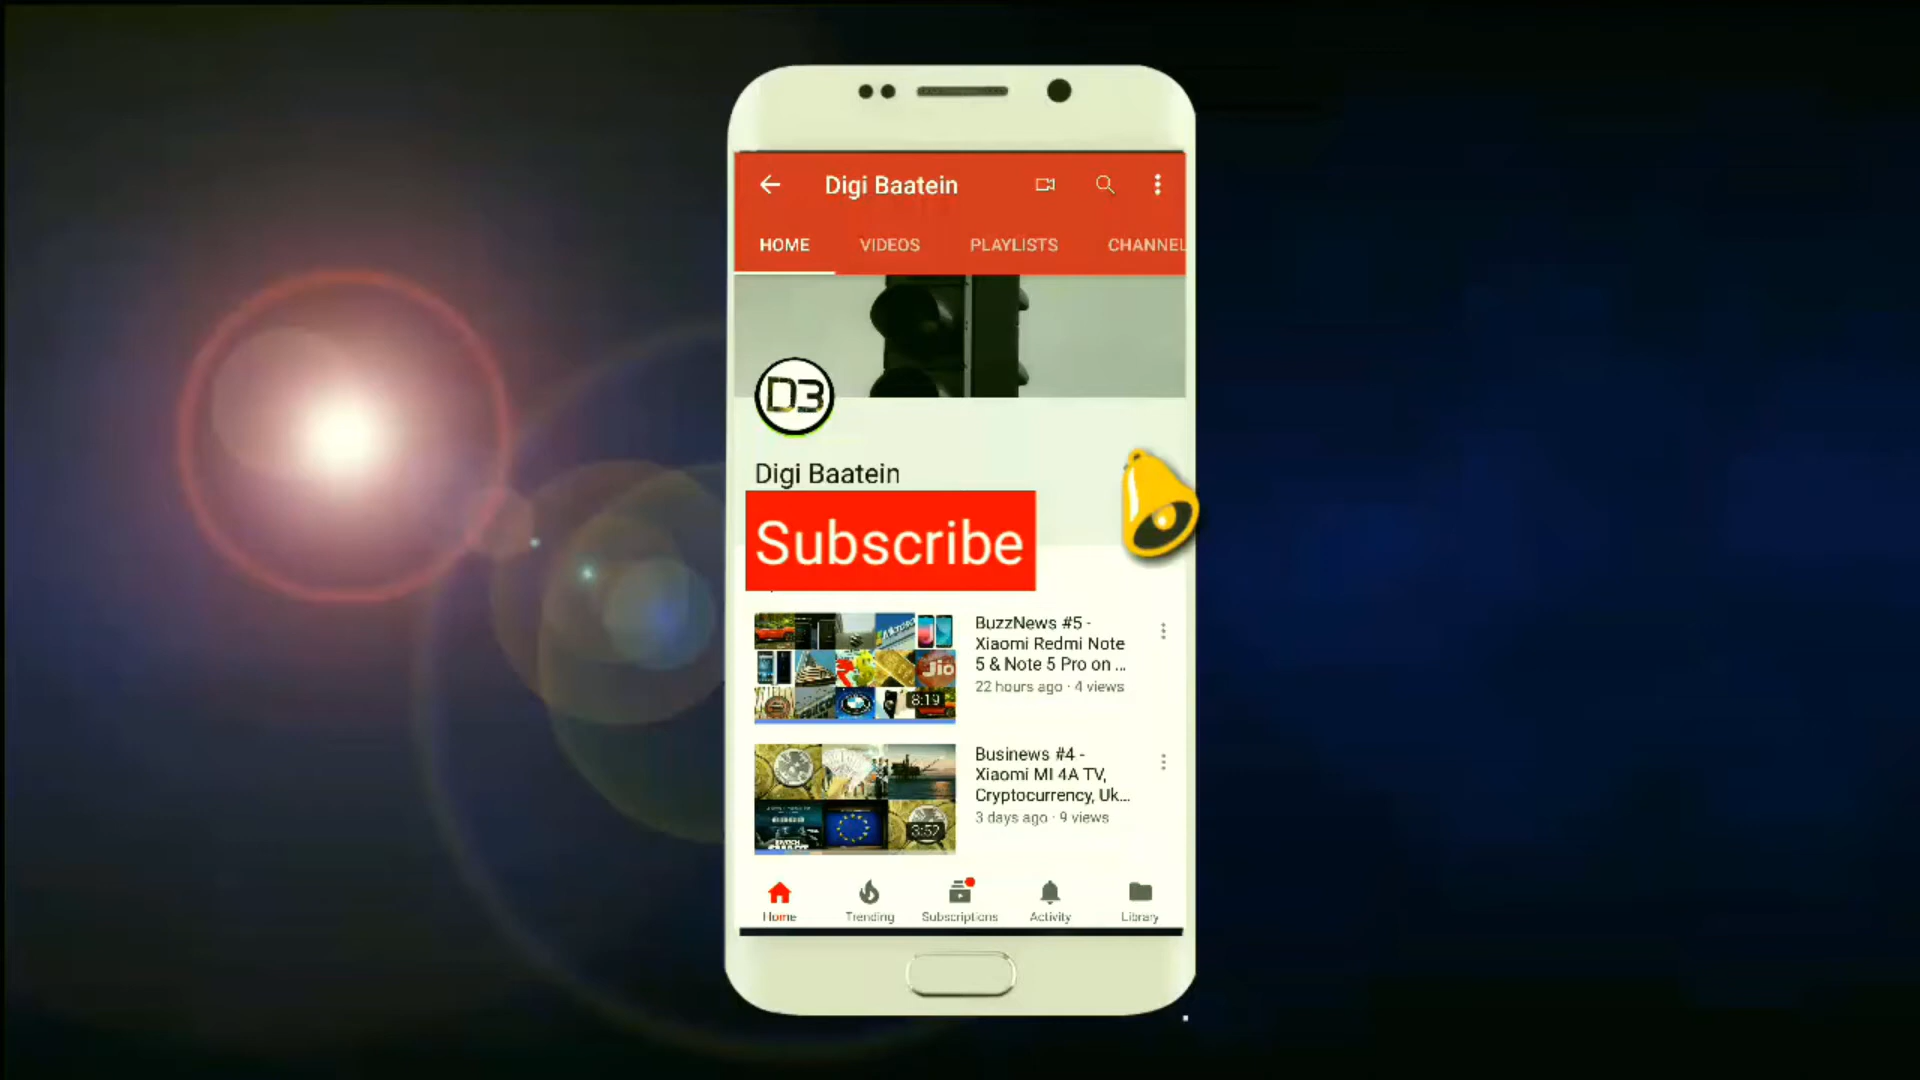 Digi Baatein
HOME VIDEOS PLAYLISTS CHANNEL
D3
Digi Baatein
Subscribe
BuzzNews #5 -
Xiaomi Redmi Note
5 & Note 5 Pro on ...
22 hours ago · 4 views
Jio
8:19
Businews #4 -
Xiaomi MI 4A TV,
Cryptocurrency, Uk...
3 days ago · 9 views
3:52
Home Trending Subscriptions Activity Library